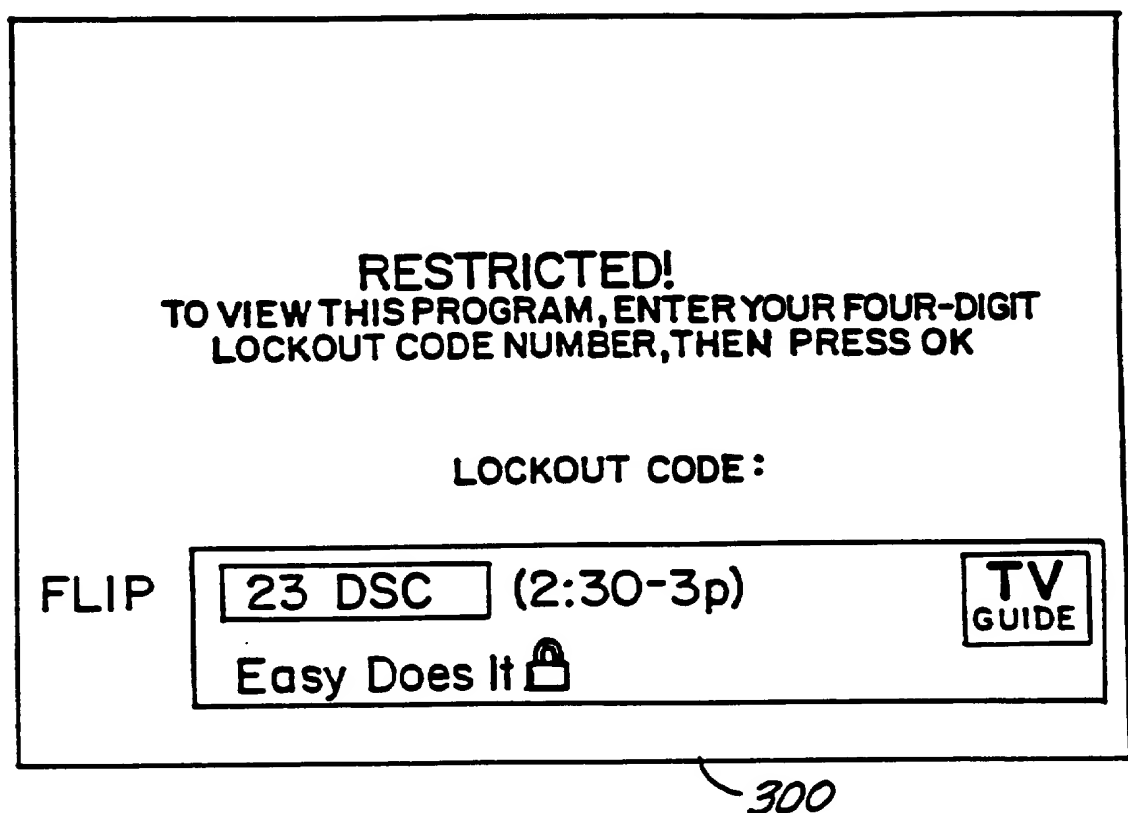 RESTRICTED!
TO VIEW THIS PROGRAM, ENTER YOUR FOUR-DIGIT
LOCKOUT CODE NUMBER, THEN PRESS OK
LOCKOUT CODE:
FLIP
23 DSC (2:30-3p)
TV
GUIDE
Easy Does It
300